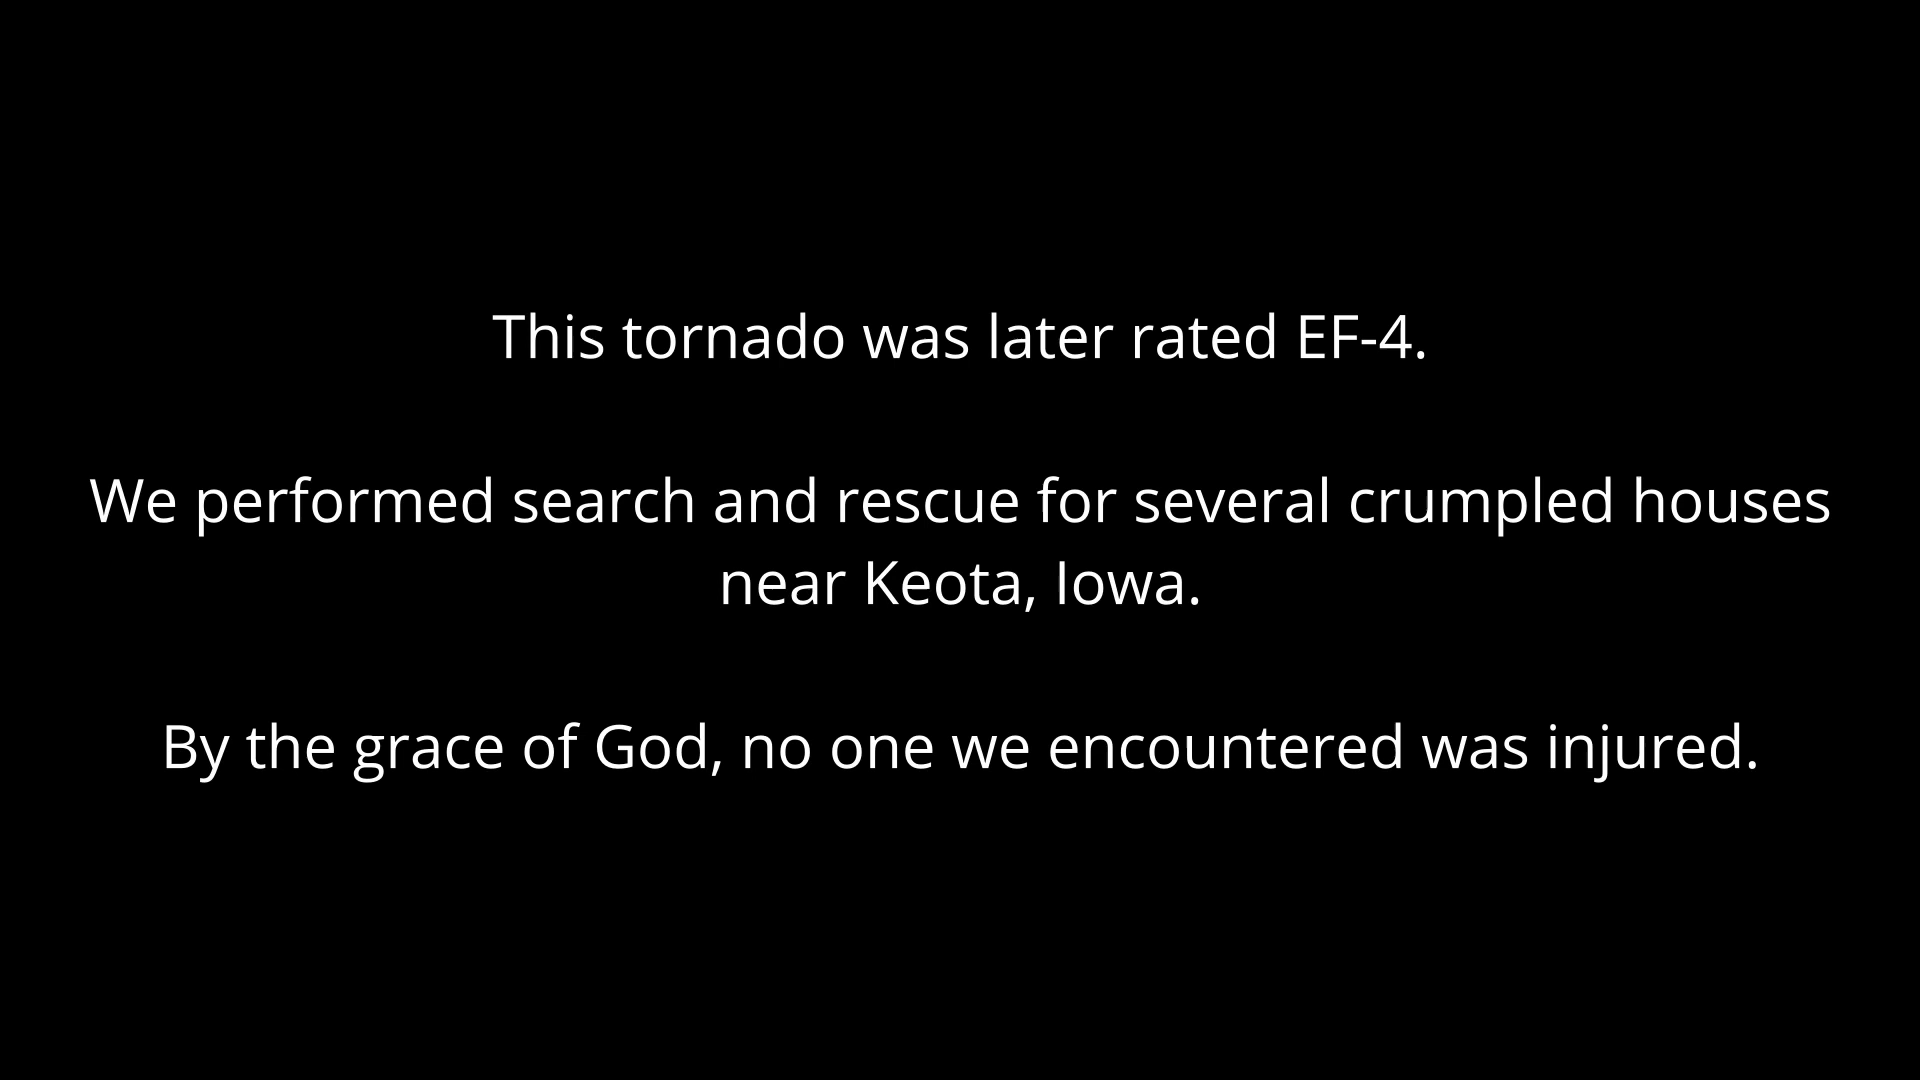 This tornado was later rated EF-4.
We performed search and rescue for several crumpled houses
near Keota, Iowa.
By the grace of God, no one we encountered was injured.